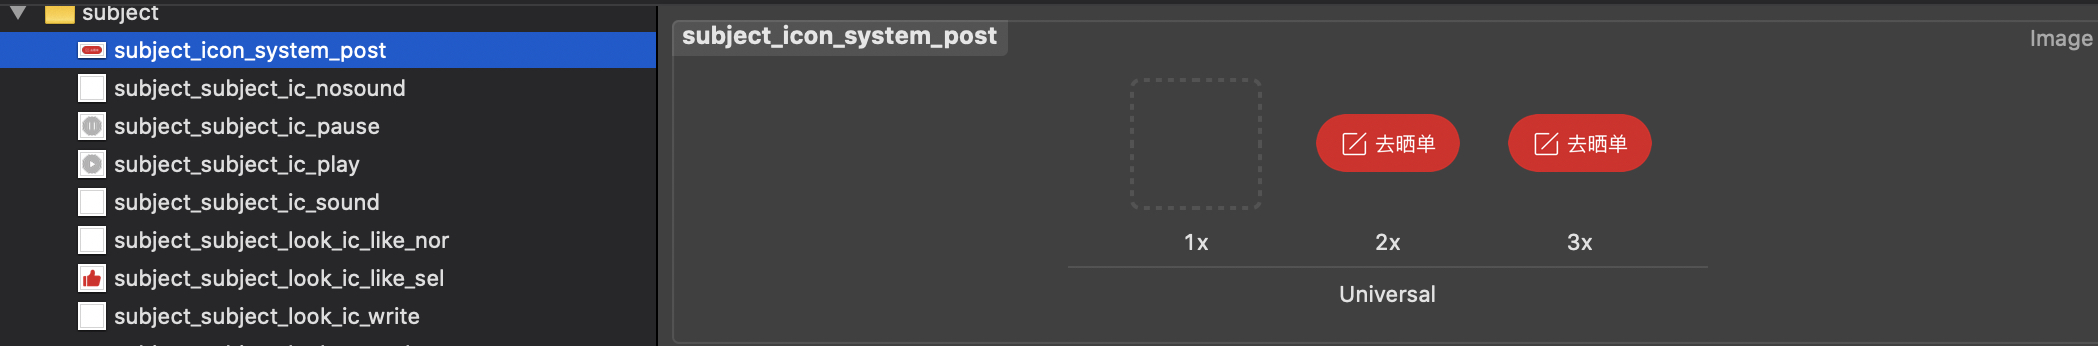 subject
subject_icon_system_post
subject_subject_ic_nosound
subject_subject_ic_pause
subject_subject_ic_play
subject_subject_ic_sound
subject_subject_look_ic_like_nor
subject_subject_look_ic_like_sel
subject_subject_look_ic_write
subject_icon_system_post
Image
去晒单
去晒单
1x 2x 3x
Universal